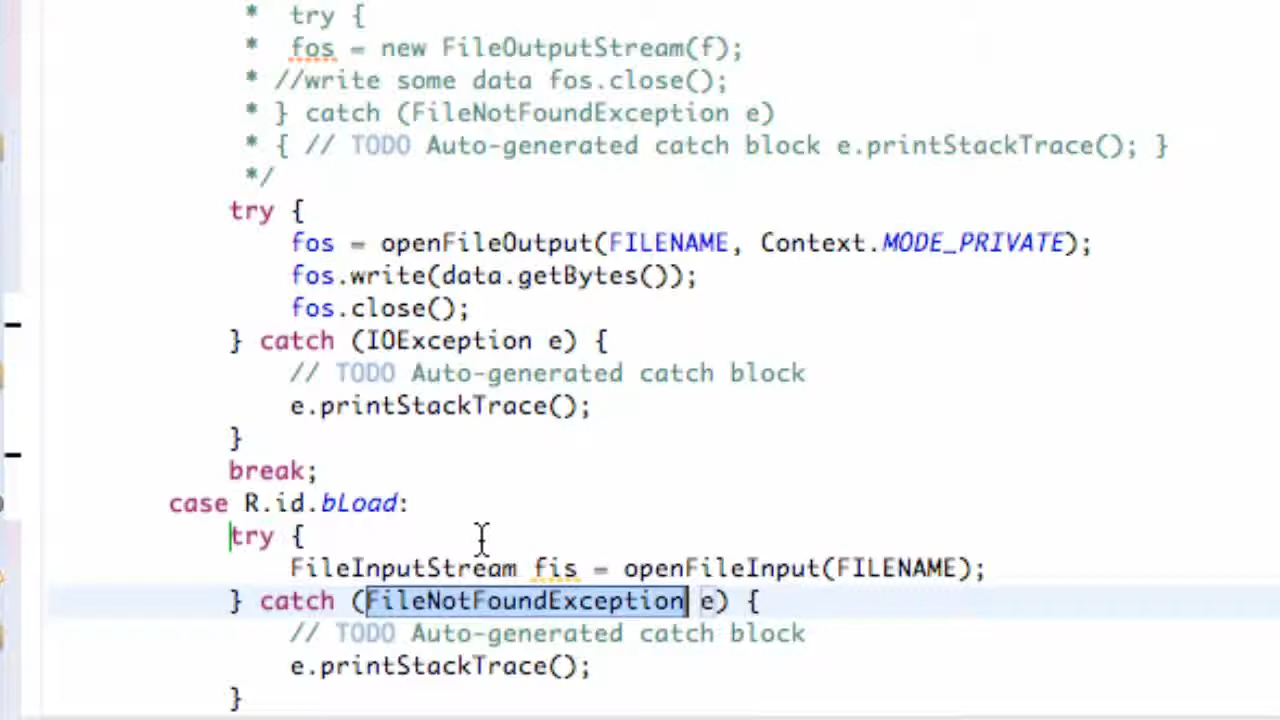 * try {
* fos = new FileOutputStream(f);
* //write some data fos.close();
* } catch (FileNotFoundException e)
* { // TODO Auto-generated catch block e.printStackTrace(); }
*/
try {
fos = openFileOutput(FILENAME, Context.MODE_PRIVATE);
fos.write(data.getBytes());
fos.close();
} catch (IOException e) {
// TODO Auto-generated catch block
e.printStackTrace();
}
break;
case R.id.bLoad:
try {
FileInputStream fis = openFileInput(FILENAME);
} catch (FileNotFoundException e) {
// TODO Auto-generated catch block
e.printStackTrace();
}